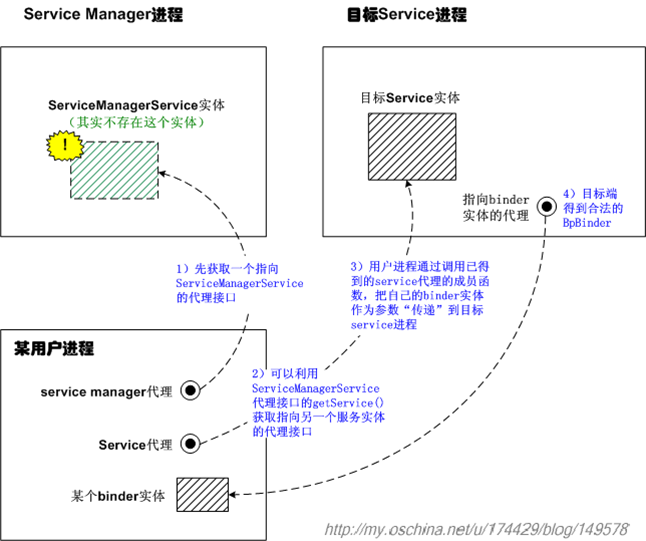 Service Manager进程
目标Service进程
ServiceManagerService实体
（其实不存在这个实体）
!
目标Service实体
指向binder
实体的代理
4）目标端
得到合法的
BpBinder
1）先获取一个指向
ServiceManagerService
的代理接口
3）用户进程通过调用已得
到的service代理的成员函
数，把自己的binder实体
作为参数“传递”到目标
service进程
某用户进程
service manager代理
2）可以利用
ServiceManagerService
代理接口的getService()
获取指向另一个服务实体
的代理接口
Service代理
某个binder实体
http://my.oschina.net/u/174429/blog/149578